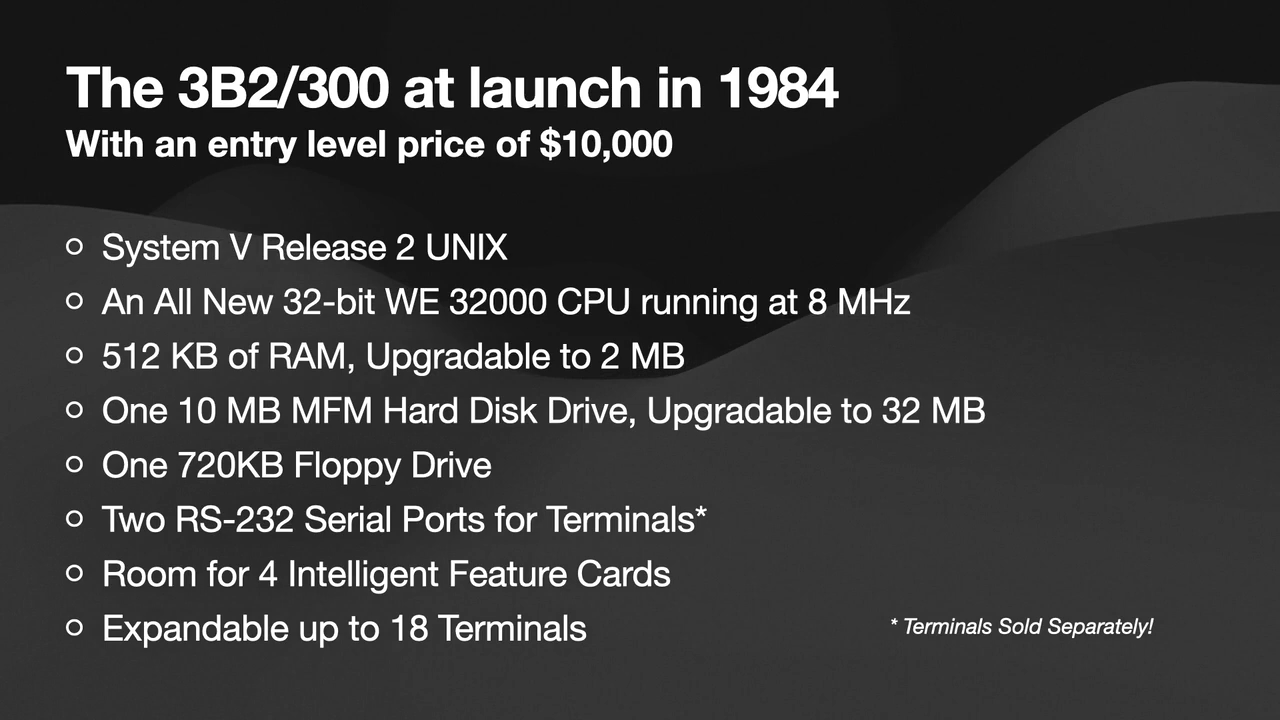 The 3B2/300 at launch in 1984
With an entry level price of $10,000
System V Release 2 UNIX
An All New 32-bit WE 32000 CPU running at 8 MHz
512 KB of RAM, Upgradable to 2 MB
One 10 MB MFM Hard Disk Drive, Upgradable to 32 MB
One 720KB Floppy Drive
Two RS-232 Serial Ports for Terminals*
Room for 4 Intelligent Feature Cards
Expandable up to 18 Terminals
* Terminals Sold Separately!